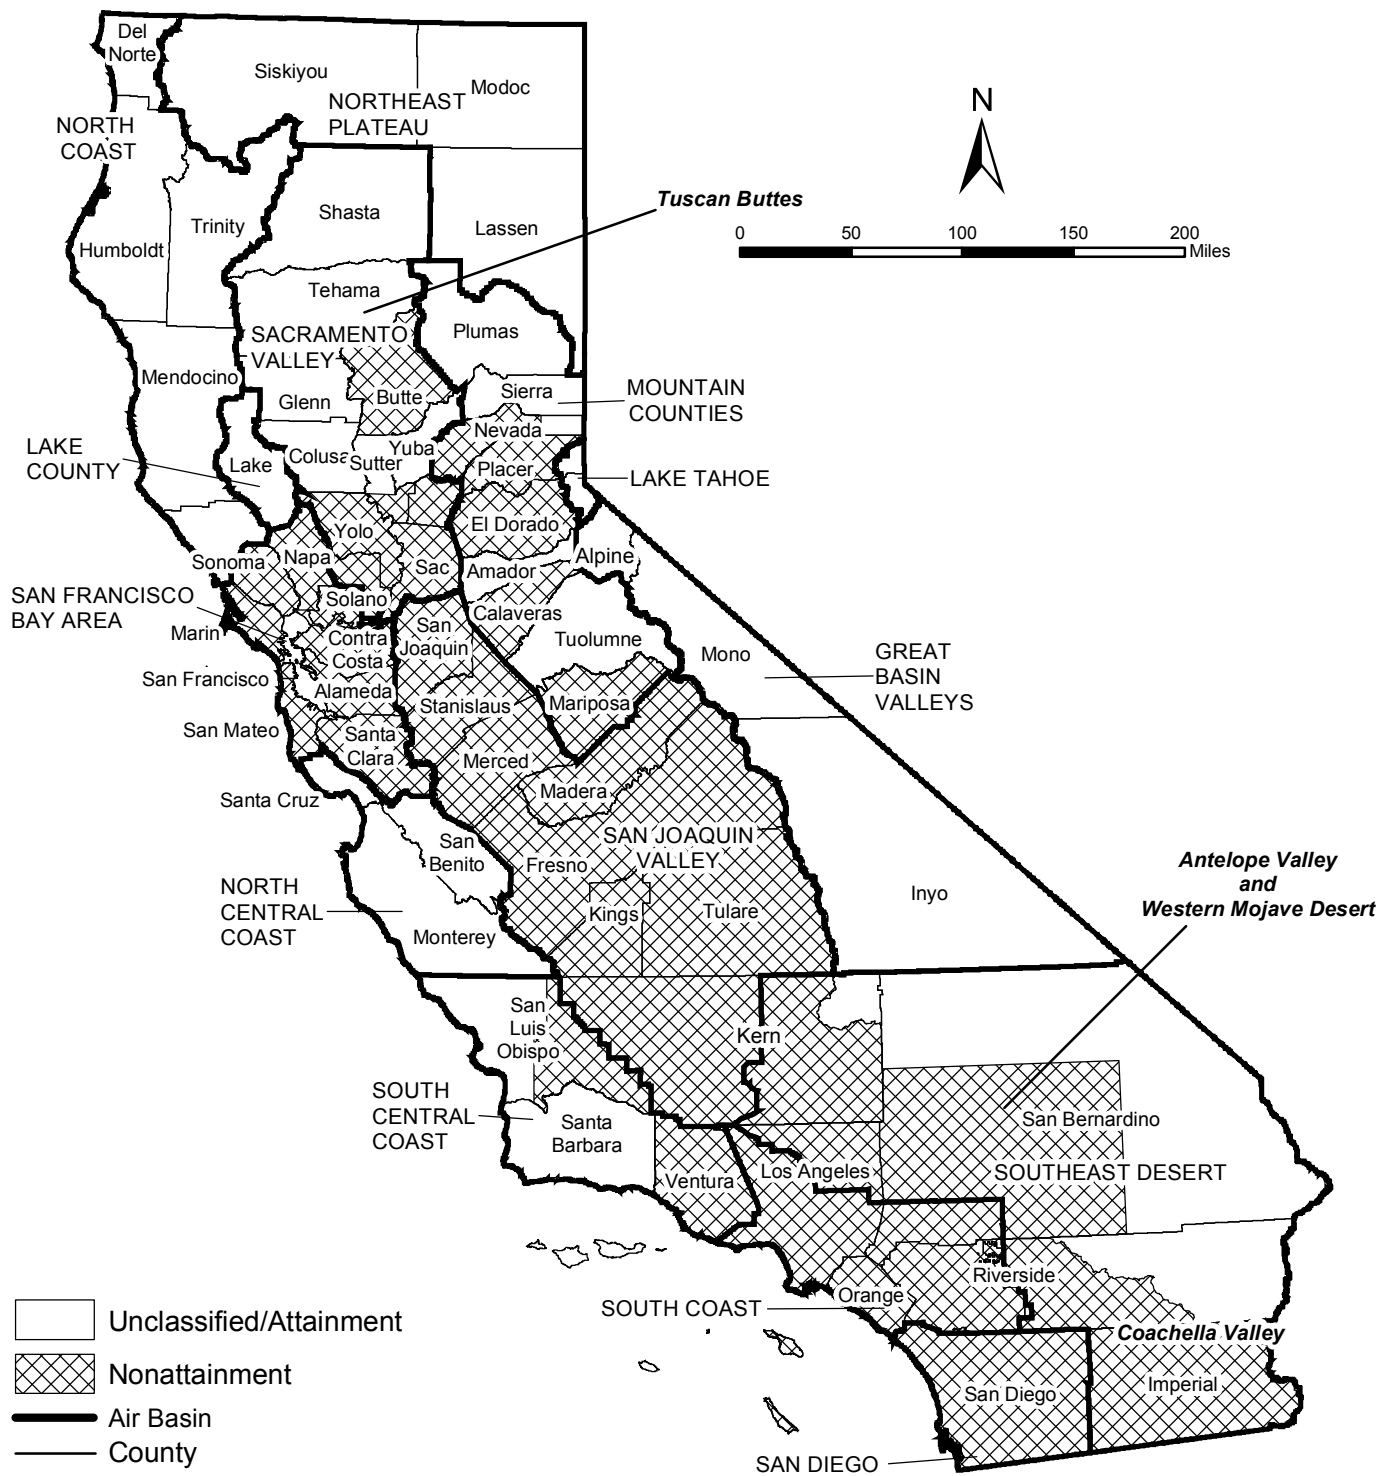 Del
Norte
Siskiyou
Modoc
NORTHEAST
PLATEAU
NORTH
COAST
N
Tuscan Buttes
Shasta
Trinity
Lassen
Humboldt
0 50 100 150 200
Miles
Tehama
Plumas
SACRAMENTO
VALLEY
Mendocino
Butte
Sierra
MOUNTAIN
COUNTIES
Glenn
Nevada
LAKE
COUNTY
Lake
Colusa
Sutter
Yuba
Placer
LAKE TAHOE
El Dorado
Yolo
Napa
Sonoma
Sac
Amador
Alpine
SAN FRANCISCO
BAY AREA
Solano
Calaveras
Marin
Contra
Costa
San
Joaquin
Tuolumne
Mono
GREAT
BASIN
VALLEYS
San Francisco
Alameda
Stanislaus
Mariposa
San Mateo
Santa
Clara
Merced
Madera
Santa Cruz
San
Benito
SAN JOAQUIN
VALLEY
Fresno
Antelope Valley
and
Western Mojave Desert
NORTH
CENTRAL
COAST
Kings
Tulare
Inyo
Monterey
San
Luis
Obispo
Kern
SOUTH
CENTRAL
COAST
Santa
Barbara
San Bernardino
Ventura
Los Angeles
SOUTHEAST DESERT
Riverside
Orange
SOUTH COAST
Coachella Valley
San Diego
Imperial
SAN DIEGO
Unclassified/Attainment
Nonattainment
Air Basin
County